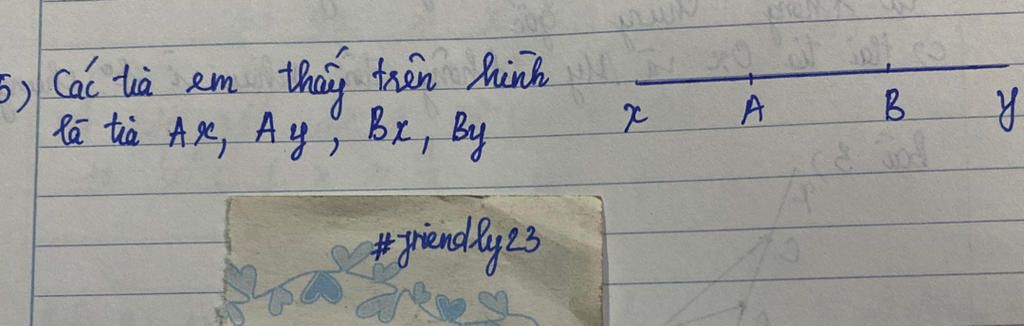 5) Các tia em thấy trên hình
là tia Ax, Ay, Bx, By
x A B y
#friendly23